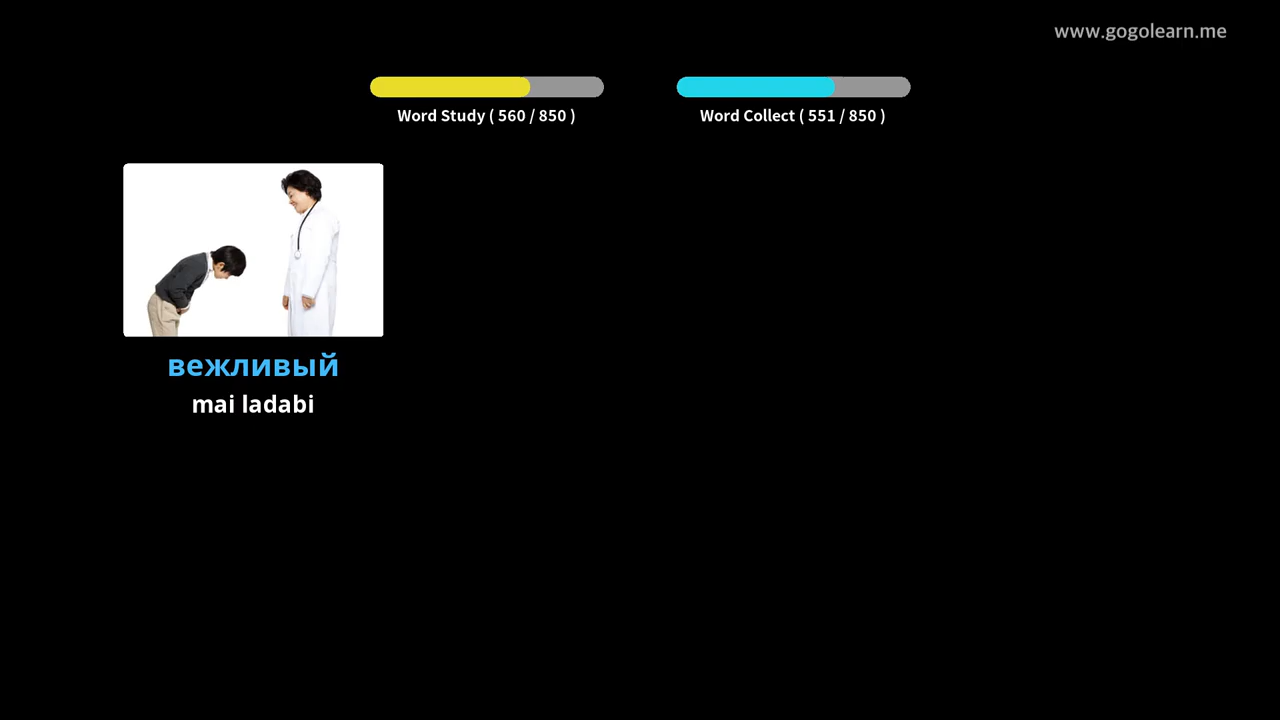 www.gogolearn.me
Word Study ( 560 / 850 )
Word Collect ( 551 / 850 )
вежливый
mai ladabi